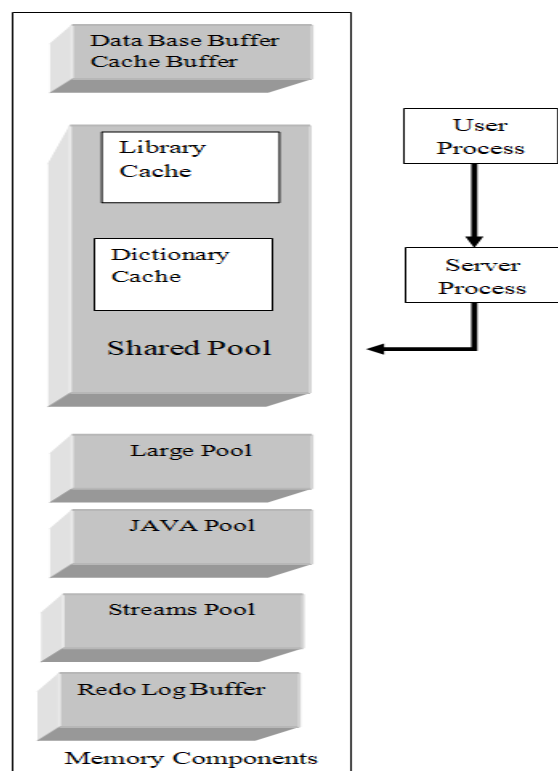 Data Base Buffer
Cache Buffer
Library
Cache
Dictionary
Cache
Shared Pool
Large Pool
JAVA Pool
Streams Pool
Redo Log Buffer
Memory Components
User
Process
Server
Process